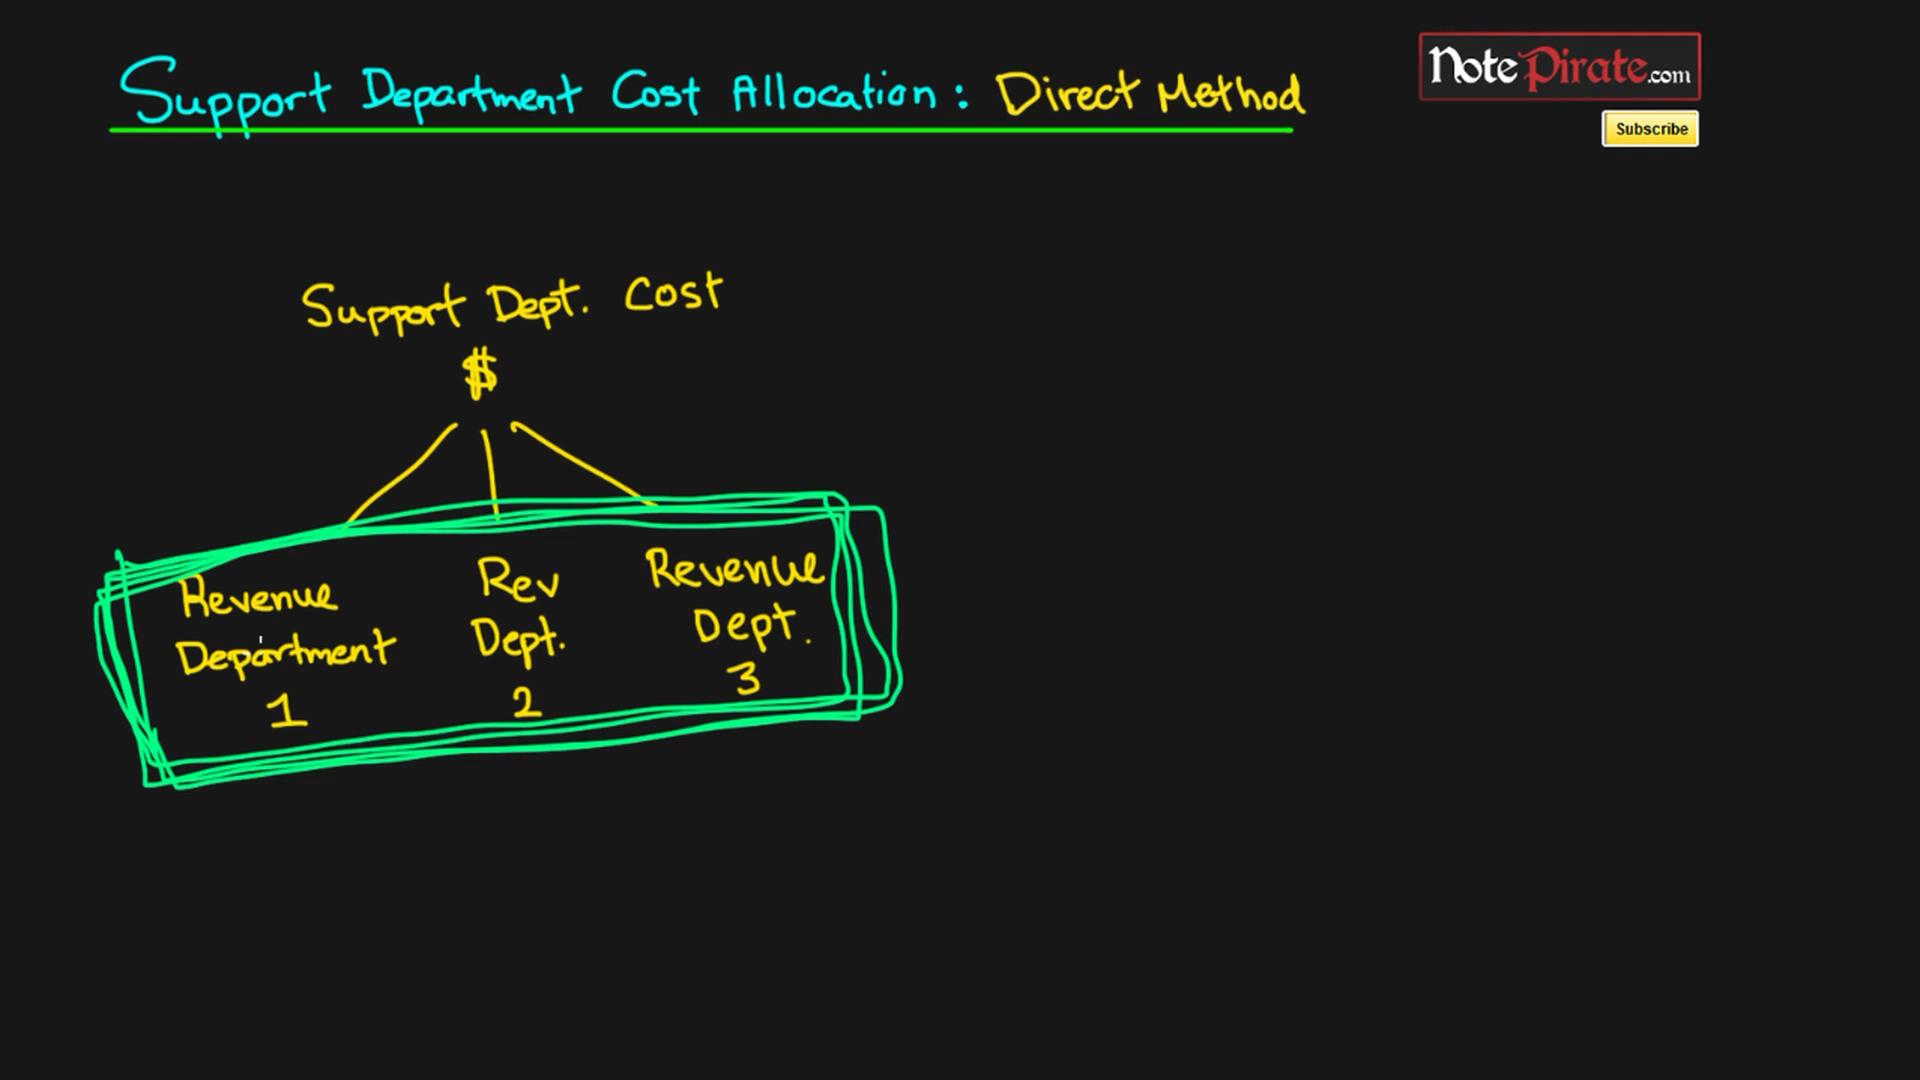 Support Department Cost Allocation: Direct Method
NotePirate.com
Subscribe
Support Dept. Cost
$
Revenue
Department
1
Rev
Dept.
2
Revenue
Dept.
3